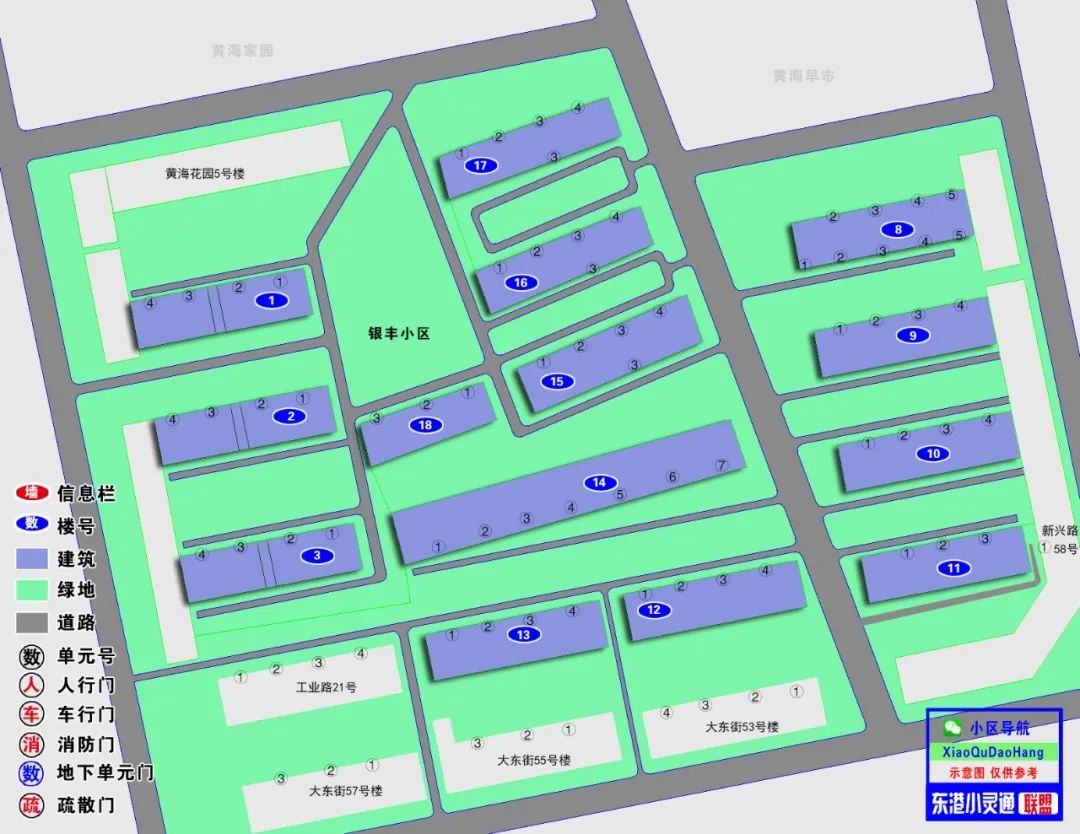 黄海家园
黄海早市
黄海花园5号楼
① ② ③ ④
17
③
② ③ ④ ⑤
8
① ② ③ ④ ⑤
① ② ③ ④
16
③
④ ③ ② ①
1
银丰小区
① ② ③ ④
9
① ② ③ ④
15
③
④ ③ ② ①
2
③ ② ①
18
① ② ③ ④
10
14
① ② ③ ④ ⑤ ⑥ ⑦
④ ③ ② ①
3
① ② ③
11
新兴路
① 58号
① ② ③ ④
12
① ② ③ ④
13
① ② ③ ④
工业路21号
④ ③ ② ①
大东街53号楼
③ ② ①
大东街55号楼
③ ② ①
大东街57号楼
墙 信息栏
数 楼号
建筑
绿地
道路
数 单元号
人 人行门
车 车行门
消 消防门
数 地下单元门
疏 疏散门
小区导航
XiaoQuDaoHang
示意图 仅供参考
东港小灵通 联盟